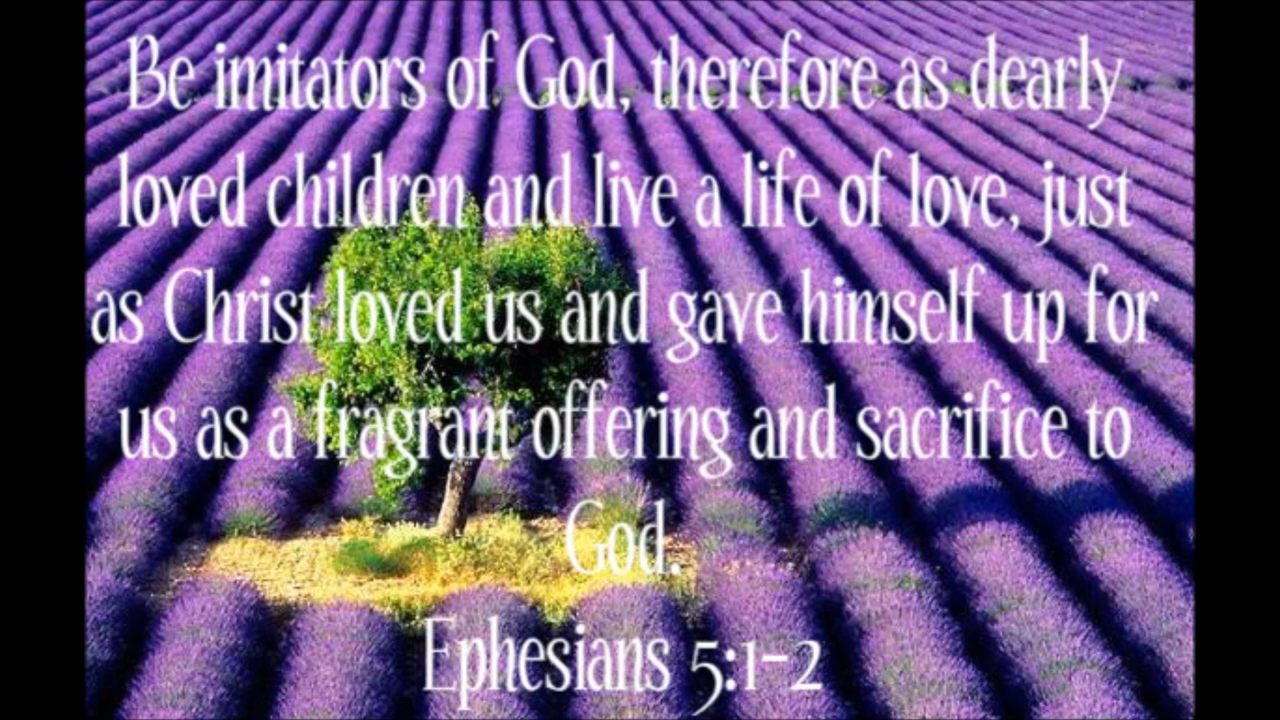 Be imitators of God, therefore as dearly
loved children and live a life of love, just
as Christ loved us and gave himself up for
us as a fragrant offering and sacrifice to
God.
Ephesians 5:1-2